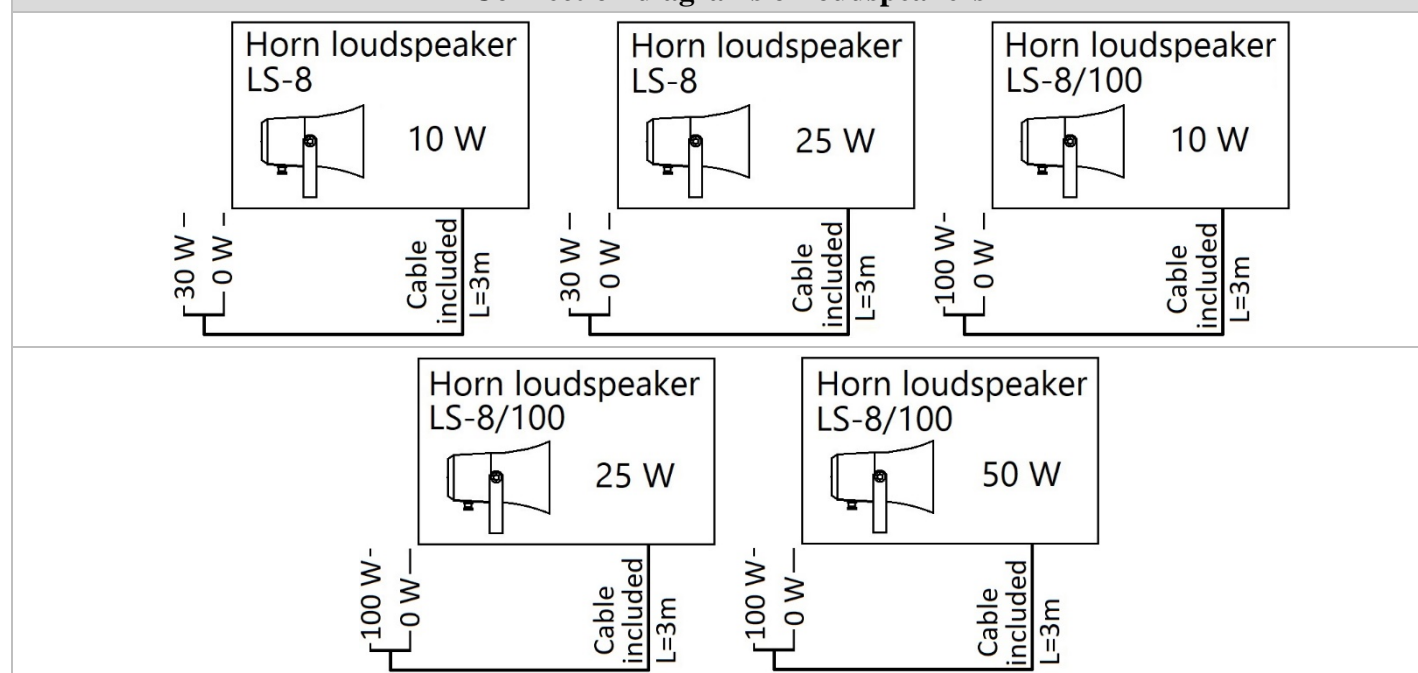 Horn loudspeaker
LS-8
10 W
30 W
0 W
Cable
included
L=3m
Horn loudspeaker
LS-8
25 W
30 W
0 W
Cable
included
L=3m
Horn loudspeaker
LS-8/100
10 W
100 W
0 W
Cable
included
L=3m
Horn loudspeaker
LS-8/100
25 W
100 W
0 W
Cable
included
L=3m
Horn loudspeaker
LS-8/100
50 W
100 W
0 W
Cable
included
L=3m